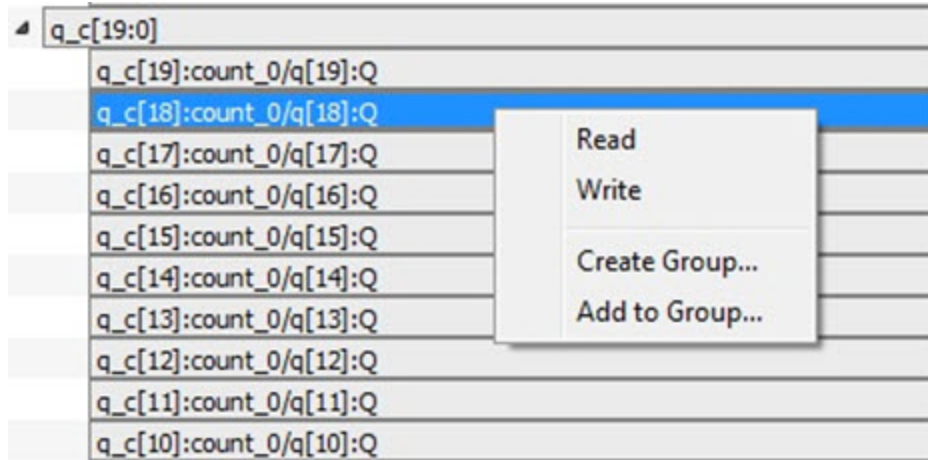 q_c[19:0]
q_c[19]:count_0/q[19]:Q
q_c[18]:count_0/q[18]:Q
q_c[17]:count_0/q[17]:Q
q_c[16]:count_0/q[16]:Q
q_c[15]:count_0/q[15]:Q
q_c[14]:count_0/q[14]:Q
q_c[13]:count_0/q[13]:Q
q_c[12]:count_0/q[12]:Q
q_c[11]:count_0/q[11]:Q
q_c[10]:count_0/q[10]:Q
Read
Write
Create Group...
Add to Group...